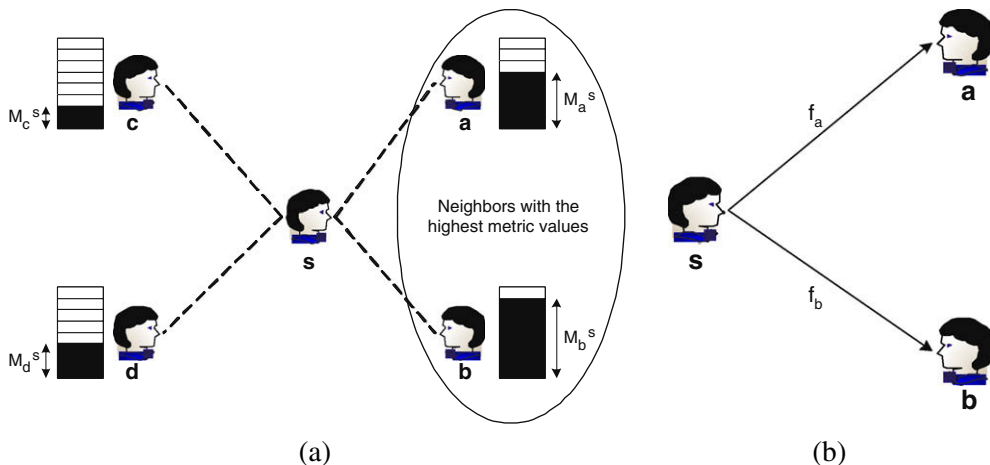 M_c^s
c
a
M_a^s
s
Neighbors with the
highest metric values
M_d^s
d
b
M_b^s
(a)
a
f_a
s
f_b
b
(b)